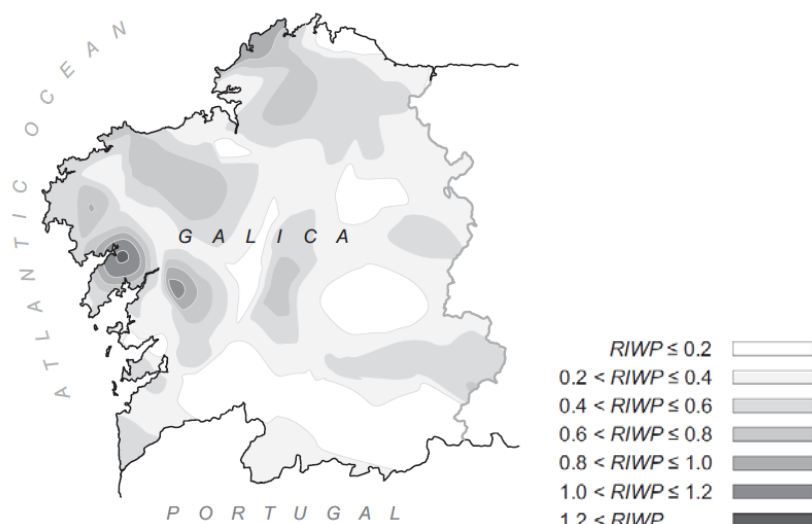 ATLANTIC OCEAN
GALICA
PORTUGAL
RIWP ≤ 0.2
0.2 < RIWP ≤ 0.4
0.4 < RIWP ≤ 0.6
0.6 < RIWP ≤ 0.8
0.8 < RIWP ≤ 1.0
1.0 < RIWP ≤ 1.2
1.2 < RIWP